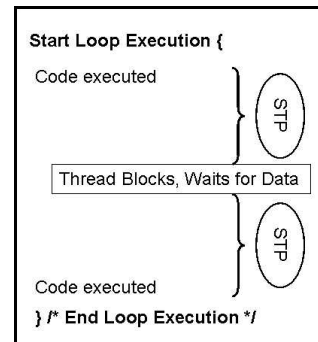 Start Loop Execution {
Code executed
STP
Thread Blocks, Waits for Data
STP
Code executed
} /* End Loop Execution */